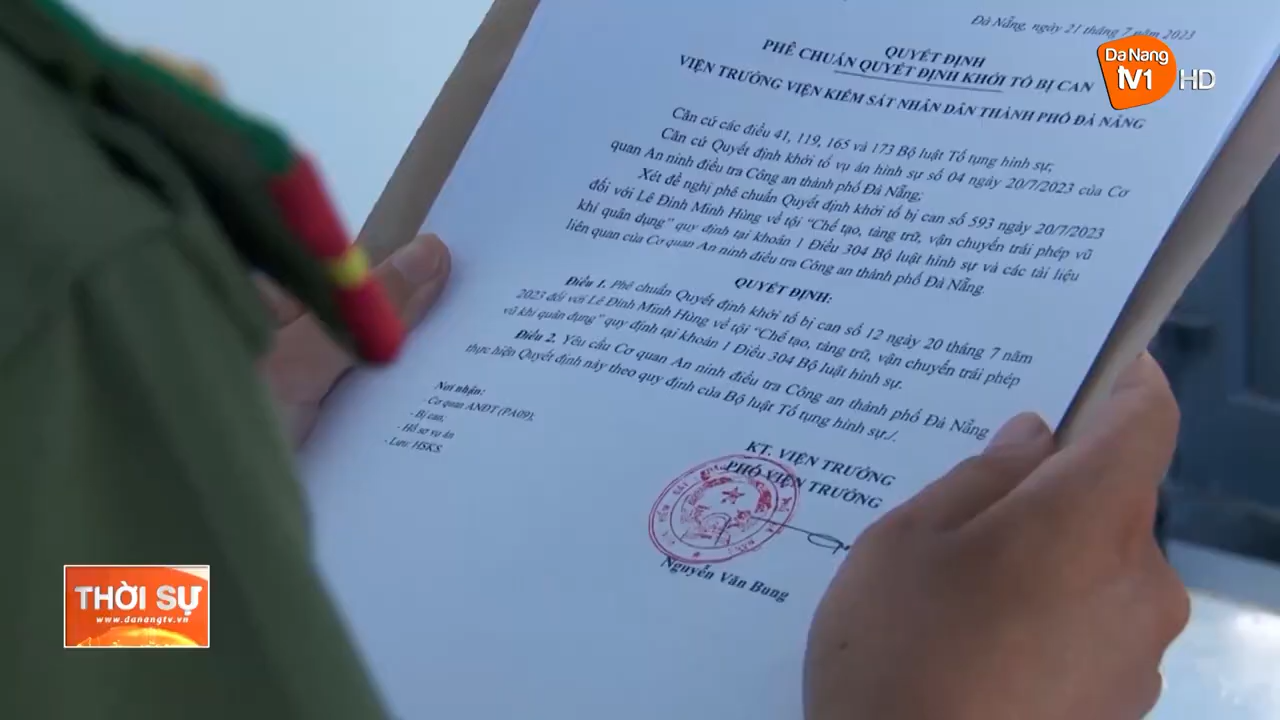 Đà Nẵng, ngày 21 tháng 7 năm 2023
Da Nang
TV1 HD
QUYẾT ĐỊNH
PHÊ CHUẨN QUYẾT ĐỊNH KHỞI TỐ BỊ CAN
VIỆN TRƯỞNG VIỆN KIỂM SÁT NHÂN DÂN THÀNH PHỐ ĐÀ NẴNG
Căn cứ các điều 41, 119, 165 và 173 Bộ luật Tố tụng hình sự;
Căn cứ Quyết định khởi tố vụ án hình sự số 04 ngày 20/7/2023 của Cơ
quan An ninh điều tra Công an thành phố Đà Nẵng;
Xét đề nghị phê chuẩn Quyết định khởi tố bị can số 593 ngày 20/7/2023
đối với Lê Đình Minh Hùng về tội “Chế tạo, tàng trữ, vận chuyển trái phép vũ
khí quân dụng” quy định tại khoản 1 Điều 304 Bộ luật hình sự và các tài liệu
liên quan của Cơ quan An ninh điều tra Công an thành phố Đà Nẵng.
QUYẾT ĐỊNH:
Điều 1. Phê chuẩn Quyết định khởi tố bị can số 12 ngày 20 tháng 7 năm
2023 đối với Lê Đình Minh Hùng về tội “Chế tạo, tàng trữ, vận chuyển trái phép
vũ khí quân dụng” quy định tại khoản 1 Điều 304 Bộ luật hình sự.
Điều 2. Yêu cầu Cơ quan An ninh điều tra Công an thành phố Đà Nẵng
thực hiện Quyết định này theo quy định của Bộ luật Tố tụng hình sự./.
Nơi nhận:
- Cơ quan ANĐT (PA09);
- Bị can;
- Hồ sơ vụ án
- Lưu: HSKS
KT. VIỆN TRƯỞNG
PHÓ VIỆN TRƯỞNG
Nguyễn Văn Bung
THỜI SỰ
www.danangtv.vn